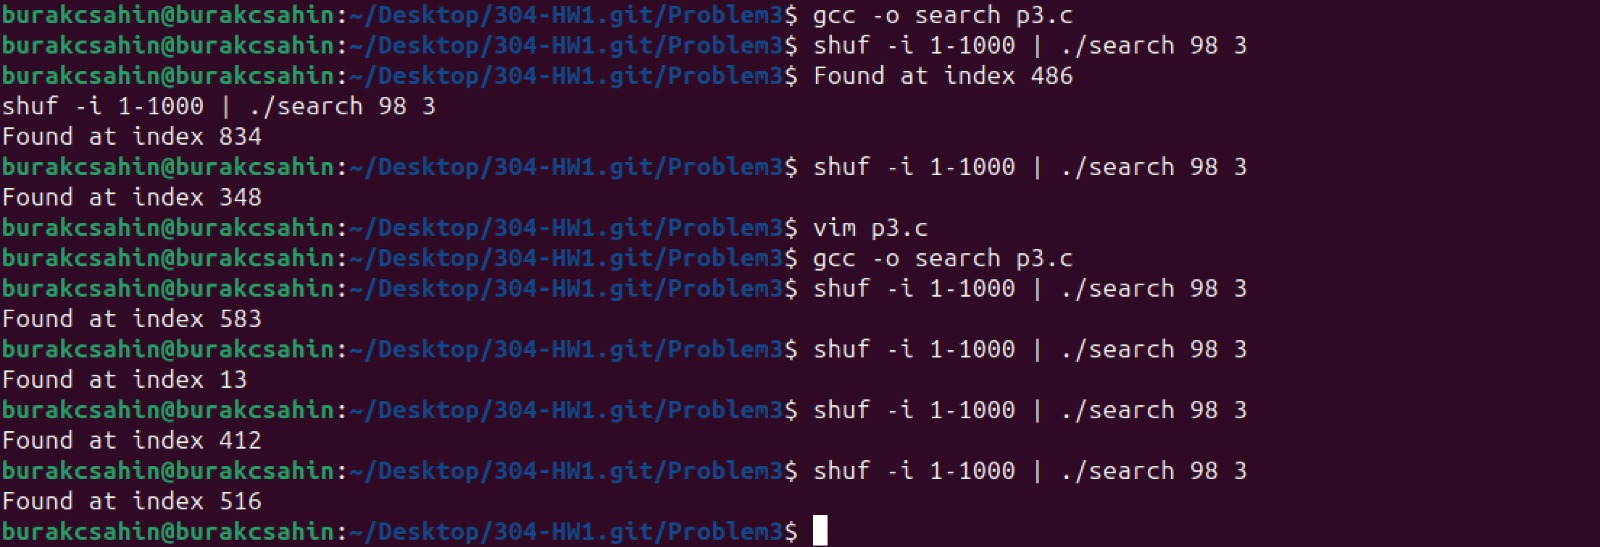 burakcsahin@burakcsahin:~/Desktop/304-HW1.git/Problem3$ gcc -o search p3.c
burakcsahin@burakcsahin:~/Desktop/304-HW1.git/Problem3$ shuf -i 1-1000 | ./search 98 3
burakcsahin@burakcsahin:~/Desktop/304-HW1.git/Problem3$ Found at index 486
shuf -i 1-1000 | ./search 98 3
Found at index 834
burakcsahin@burakcsahin:~/Desktop/304-HW1.git/Problem3$ shuf -i 1-1000 | ./search 98 3
Found at index 348
burakcsahin@burakcsahin:~/Desktop/304-HW1.git/Problem3$ vim p3.c
burakcsahin@burakcsahin:~/Desktop/304-HW1.git/Problem3$ gcc -o search p3.c
burakcsahin@burakcsahin:~/Desktop/304-HW1.git/Problem3$ shuf -i 1-1000 | ./search 98 3
Found at index 583
burakcsahin@burakcsahin:~/Desktop/304-HW1.git/Problem3$ shuf -i 1-1000 | ./search 98 3
Found at index 13
burakcsahin@burakcsahin:~/Desktop/304-HW1.git/Problem3$ shuf -i 1-1000 | ./search 98 3
Found at index 412
burakcsahin@burakcsahin:~/Desktop/304-HW1.git/Problem3$ shuf -i 1-1000 | ./search 98 3
Found at index 516
burakcsahin@burakcsahin:~/Desktop/304-HW1.git/Problem3$